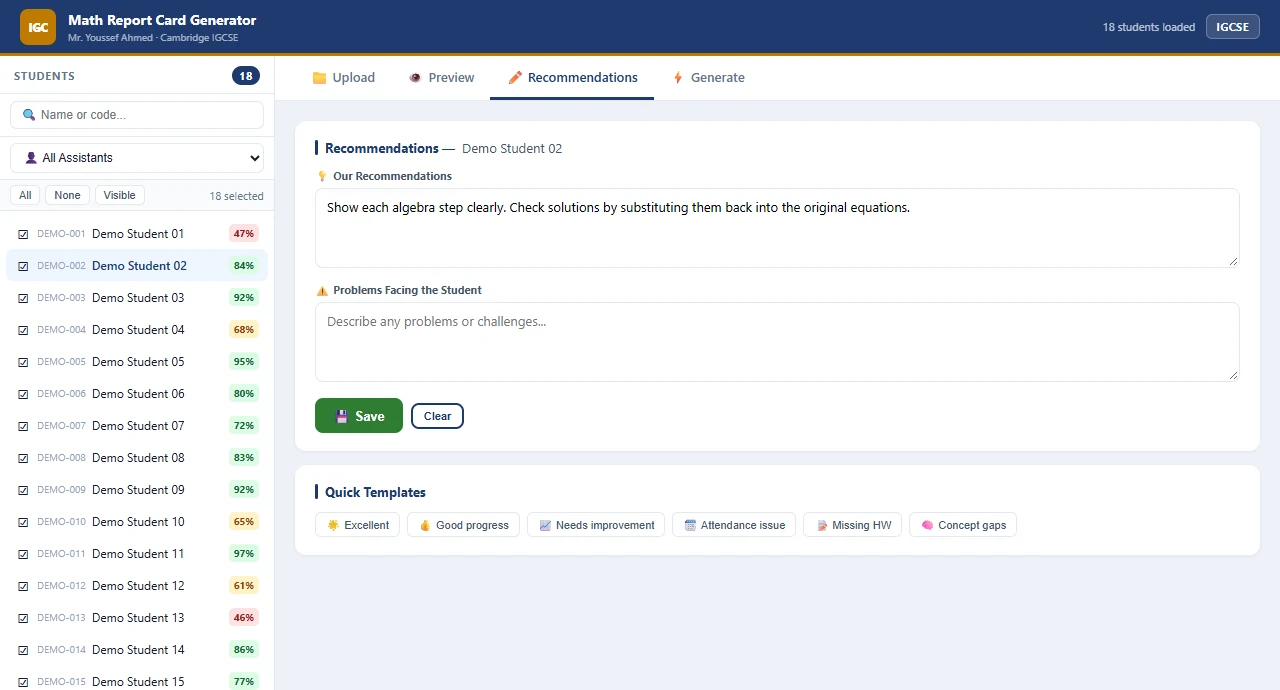 IGC
Math Report Card Generator
Mr. Youssef Ahmed · Cambridge IGCSE
18 students loaded
IGCSE
STUDENTS
18
Name or code...
All Assistants
All
None
Visible
18 selected
DEMO-001 Demo Student 01 47%
DEMO-002 Demo Student 02 84%
DEMO-003 Demo Student 03 92%
DEMO-004 Demo Student 04 68%
DEMO-005 Demo Student 05 95%
DEMO-006 Demo Student 06 80%
DEMO-007 Demo Student 07 72%
DEMO-008 Demo Student 08 83%
DEMO-009 Demo Student 09 92%
DEMO-010 Demo Student 10 65%
DEMO-011 Demo Student 11 97%
DEMO-012 Demo Student 12 61%
DEMO-013 Demo Student 13 46%
DEMO-014 Demo Student 14 86%
DEMO-015 Demo Student 15 77%
Upload
Preview
Recommendations
Generate
Recommendations — Demo Student 02
Our Recommendations
Show each algebra step clearly. Check solutions by substituting them back into the original equations.
Problems Facing the Student
Describe any problems or challenges...
Save
Clear
Quick Templates
Excellent
Good progress
Needs improvement
Attendance issue
Missing HW
Concept gaps